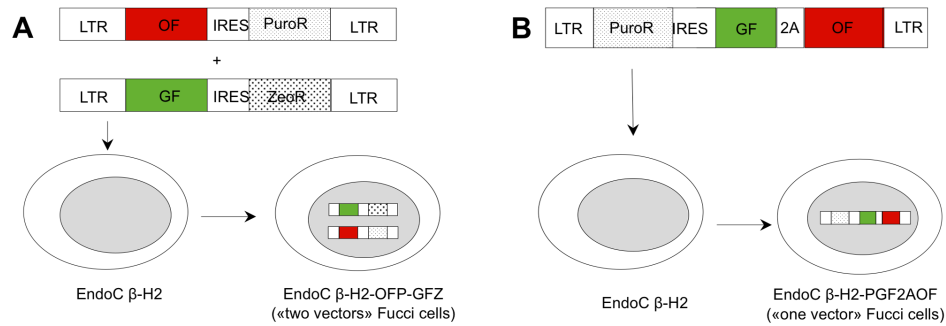 A
LTR OF IRES PuroR LTR
+
LTR GF IRES ZeoR LTR
EndoC β-H2
EndoC β-H2-OFP-GFZ
(«two vectors» Fucci cells)
B
LTR PuroR IRES GF 2A OF LTR
EndoC β-H2
EndoC β-H2-PGF2AOF
(«one vector» Fucci cells)